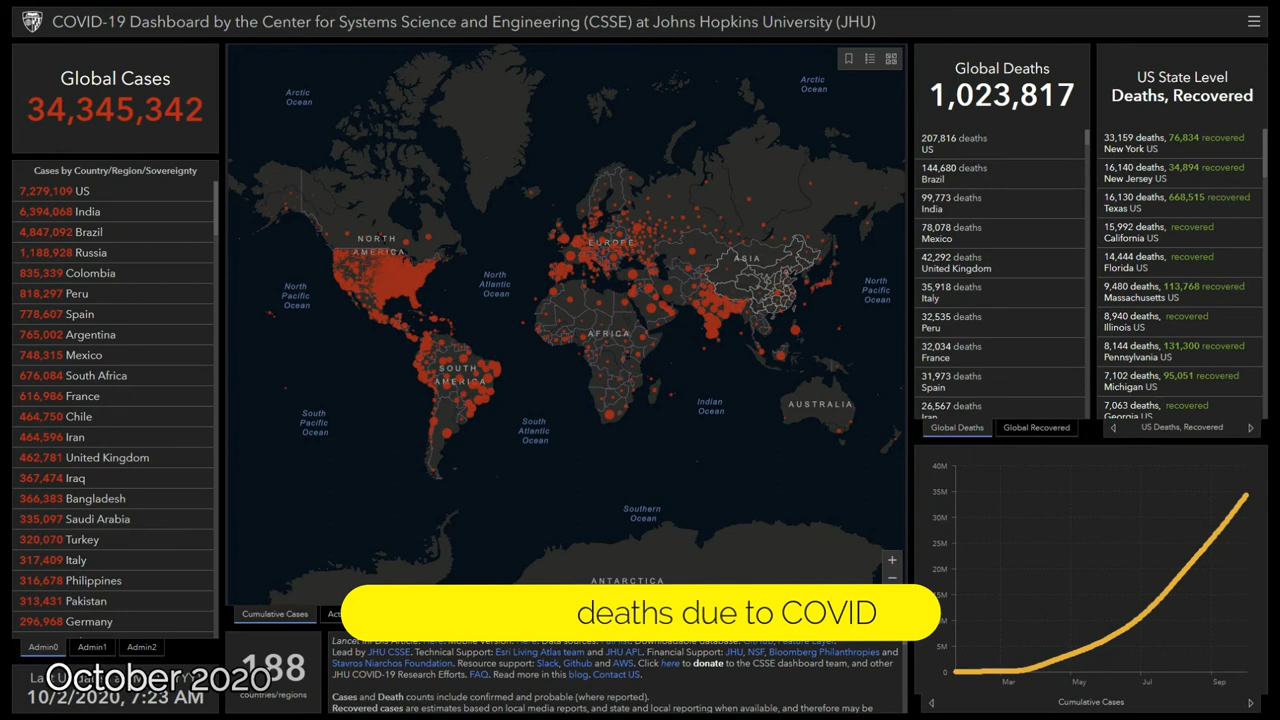 COVID-19 Dashboard by the Center for Systems Science and Engineering (CSSE) at Johns Hopkins University (JHU)
Global Cases
34,345,342
Cases by Country/Region/Sovereignty
7,279,109 US
6,394,068 India
4,847,092 Brazil
1,188,928 Russia
835,339 Colombia
818,297 Peru
778,607 Spain
765,002 Argentina
748,315 Mexico
676,084 South Africa
616,986 France
464,750 Chile
464,596 Iran
462,781 United Kingdom
367,474 Iraq
366,383 Bangladesh
335,097 Saudi Arabia
320,070 Turkey
317,409 Italy
316,678 Philippines
313,431 Pakistan
296,968 Germany
Admin0 Admin1 Admin2
October 2020
10/2/2020, 7:23 AM
Arctic
Ocean
Arctic
Ocean
NORTH
AMERICA
EUROPE
ASIA
North
Pacific
Ocean
North
Atlantic
Ocean
North
Pacific
Ocean
AFRICA
SOUTH
AMERICA
AUSTRALIA
South
Pacific
Ocean
South
Atlantic
Ocean
Indian
Ocean
Southern
Ocean
ANTARCTICA
+
−
deaths due to COVID
Cumulative Cases
188
countries/regions
Lead by JHU CSSE. Technical Support: Esri Living Atlas team and JHU APL. Financial Support: JHU, NSF, Bloomberg Philanthropies and
Stavros Niarchos Foundation. Resource support: Slack, Github and AWS. Click here to donate to the CSSE dashboard team, and other
JHU COVID-19 Research Efforts. FAQ. Read more in this blog. Contact US.
Cases and Death counts include confirmed and probable (where reported).
Recovered cases are estimates based on local media reports, and state and local reporting when available, and therefore may be
Global Deaths
1,023,817
207,816 deaths
US
144,680 deaths
Brazil
99,773 deaths
India
78,078 deaths
Mexico
42,292 deaths
United Kingdom
35,918 deaths
Italy
32,535 deaths
Peru
32,034 deaths
France
31,973 deaths
Spain
26,567 deaths
Iran
Global Deaths Global Recovered
US State Level
Deaths, Recovered
33,159 deaths, 76,834 recovered
New York US
16,140 deaths, 34,894 recovered
New Jersey US
16,130 deaths, 668,515 recovered
Texas US
15,992 deaths, recovered
California US
14,444 deaths, recovered
Florida US
9,480 deaths, 113,768 recovered
Massachusetts US
8,940 deaths, recovered
Illinois US
8,144 deaths, 131,300 recovered
Pennsylvania US
7,102 deaths, 95,051 recovered
Michigan US
7,063 deaths, recovered
Georgia US
US Deaths, Recovered
40M
35M
30M
25M
20M
10M
5M
0
Mar May Jul Sep
Cumulative Cases